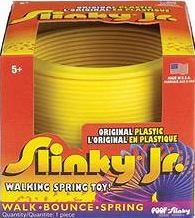 MADE IN U.S.A.
5+
ORIGINAL PLASTIC
L'ORIGINAL EN PLASTIQUE
Slinky Jr.
WALKING SPRING TOY!
WALK • BOUNCE • SPRING
Quantity/Quantité: 1 piece
POOF Slinky